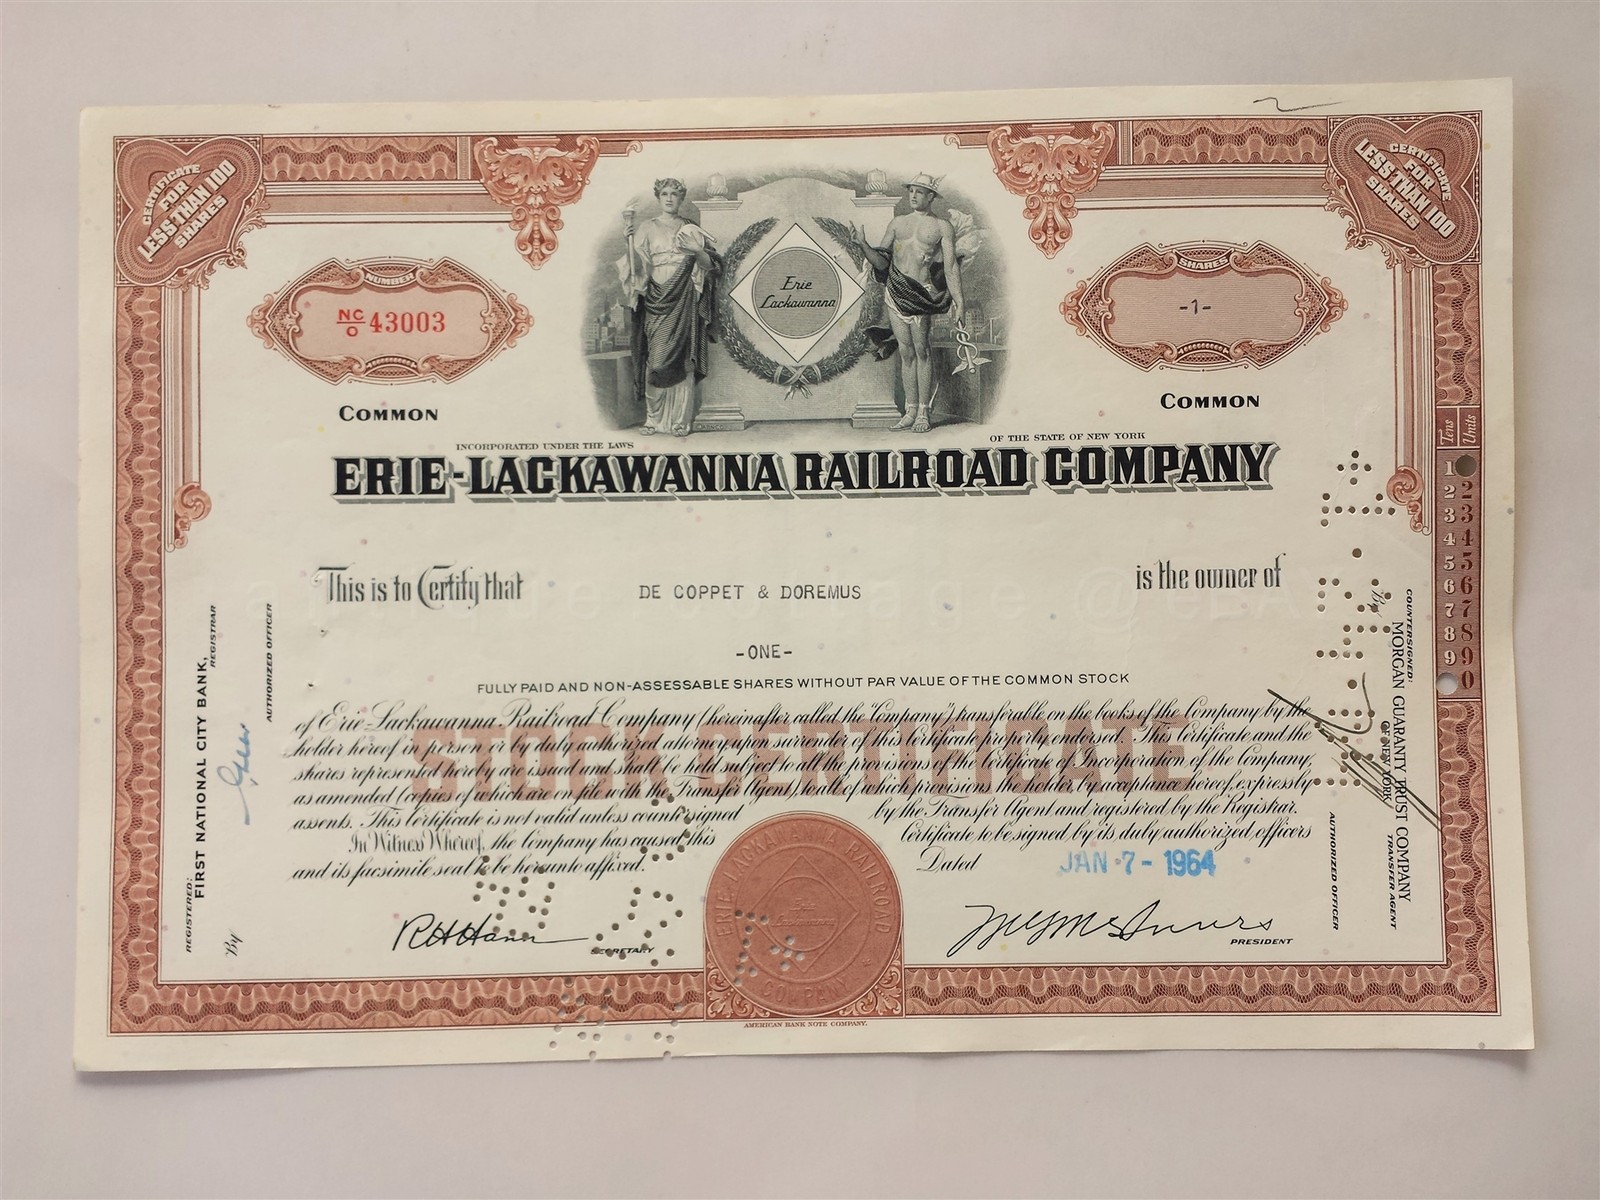 CERTIFICATE
FOR
LESS THAN 100
SHARES
CERTIFICATE
FOR
LESS THAN 100
SHARES
NUMBER
NC
O 43003
Erie
Lackawanna
SHARES
-1-
COMMON
COMMON
INCORPORATED UNDER THE LAWS
OF THE STATE OF NEW YORK
ERIE-LACKAWANNA RAILROAD COMPANY
This is to Certify that
DE COPPET & DOREMUS
is the owner of
-ONE-
FULLY PAID AND NON-ASSESSABLE SHARES WITHOUT PAR VALUE OF THE COMMON STOCK
of Erie-Lackawanna Railroad Company (hereinafter called the "Company"), transferable on the books of the Company by the
holder hereof in person or by duly authorized attorney, upon surrender of this certificate properly endorsed. This Certificate and the
shares represented hereby are issued and shall be held subject to all the provisions of the Certificate of Incorporation of the Company,
as amended (copies of which are on file with the Transfer Agent), to all of which provisions the holder, by acceptance hereof, expressly
assents. This Certificate is not valid unless countersigned by the Transfer Agent and registered by the Registrar.
In Witness Whereof, the Company has caused this Certificate to be signed by its duly authorized officers
and its facsimile seal to be hereunto affixed.
Dated
JAN 7 - 1964
STOCK CERTIFICATE
SECRETARY
PRESIDENT
ERIE-LACKAWANNA RAILROAD
COMPANY
Erie
Lackawanna
AMERICAN BANK NOTE COMPANY.
REGISTERED:
FIRST NATIONAL CITY BANK,
REGISTRAR
By
AUTHORIZED OFFICER
COUNTERSIGNED:
MORGAN GUARANTY TRUST COMPANY
OF NEW YORK
TRANSFER AGENT
By
AUTHORIZED OFFICER
Tens
Units
1
2 2
3 3
4 4
5 5
6 6
7 7
8 8
9 9
0